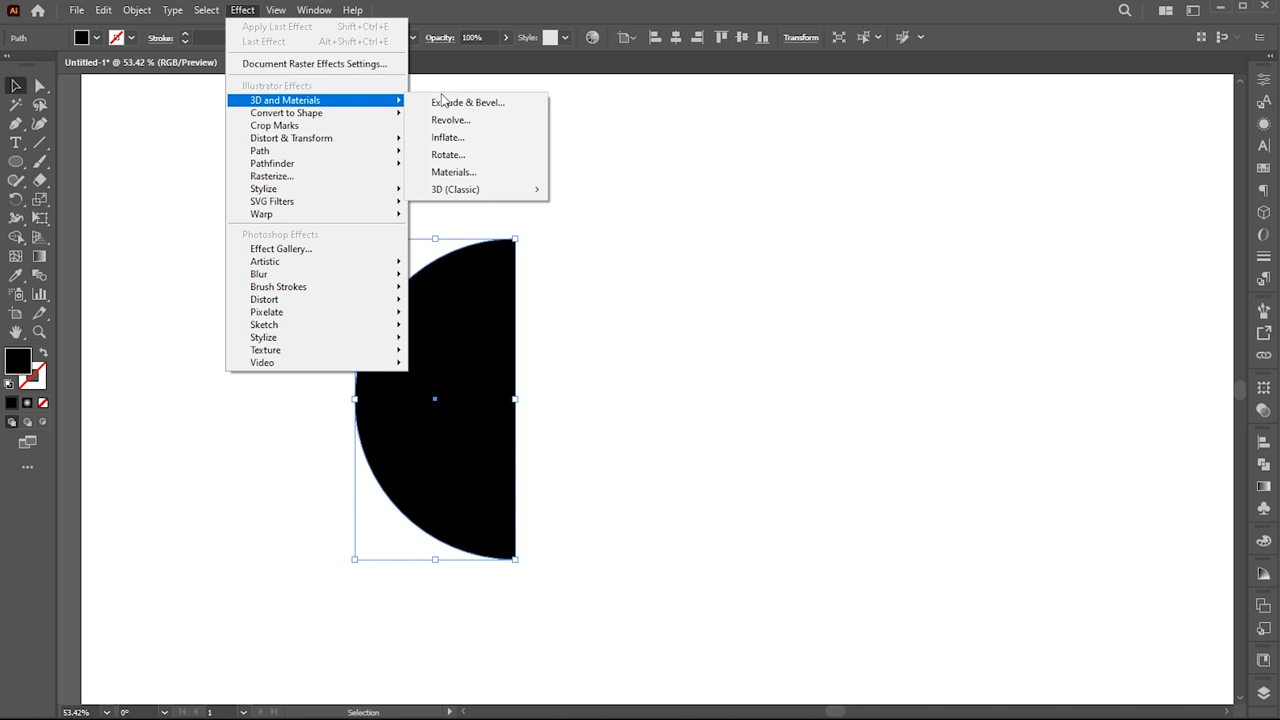 Ai File Edit Object Type Select Effect View Window Help
Path Stroke: Opacity: 100% Style: Transform
Untitled-1* @ 53.42 % (RGB/Preview)
Apply Last Effect Shift+Ctrl+E
Last Effect Alt+Shift+Ctrl+E
Document Raster Effects Settings...
Illustrator Effects
3D and Materials
Convert to Shape
Crop Marks
Distort & Transform
Path
Pathfinder
Rasterize...
Stylize
SVG Filters
Warp
Photoshop Effects
Effect Gallery...
Artistic
Blur
Brush Strokes
Distort
Pixelate
Sketch
Stylize
Texture
Video
Extrude & Bevel...
Revolve...
Inflate...
Rotate...
Materials...
3D (Classic)
53.42% 0° 1 Selection